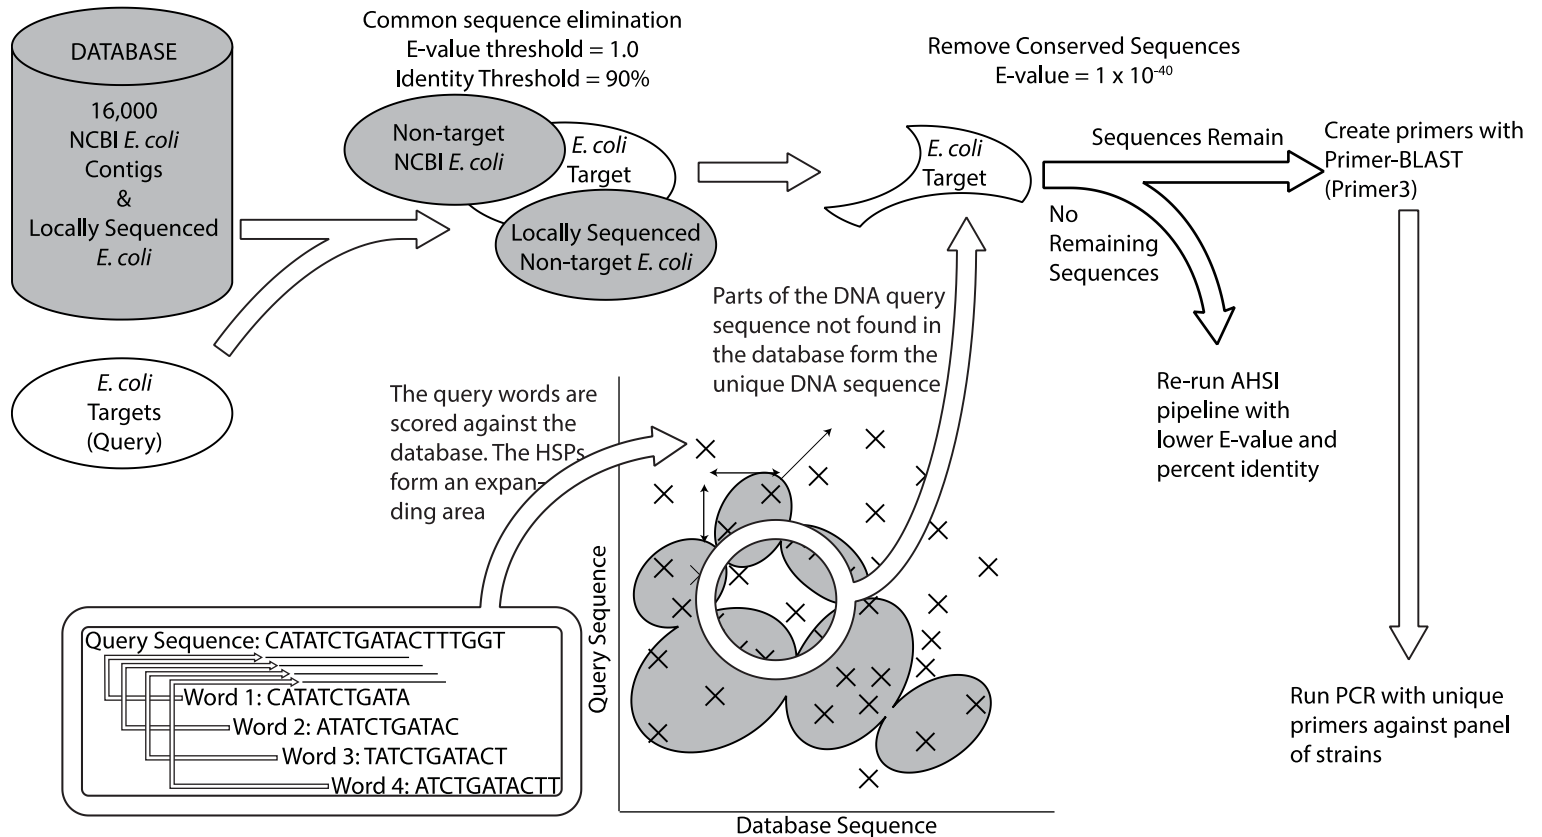 DATABASE
16,000
NCBI E. coli
Contigs
&
Locally Sequenced
E. coli
E. coli
Targets
(Query)
Common sequence elimination
E-value threshold = 1.0
Identity Threshold = 90%
Non-target
NCBI E. coli
E. coli
Target
Locally Sequenced
Non-target E. coli
Remove Conserved Sequences
E-value = 1 x 10⁻⁴⁰
E. coli
Target
Sequences Remain
No
Remaining
Sequences
Create primers with
Primer-BLAST
(Primer3)
Re-run AHSI
pipeline with
lower E-value and
percent identity
Run PCR with unique
primers against panel
of strains
Parts of the DNA query
sequence not found in
the database form the
unique DNA sequence
The query words are
scored against the
database. The HSPs
form an expan-
ding area
Query Sequence: CATATCTGATACTTTGGT
Word 1: CATATCTGATA
Word 2: ATATCTGATAC
Word 3: TATCTGATACT
Word 4: ATCTGATACTT
Query Sequence
Database Sequence